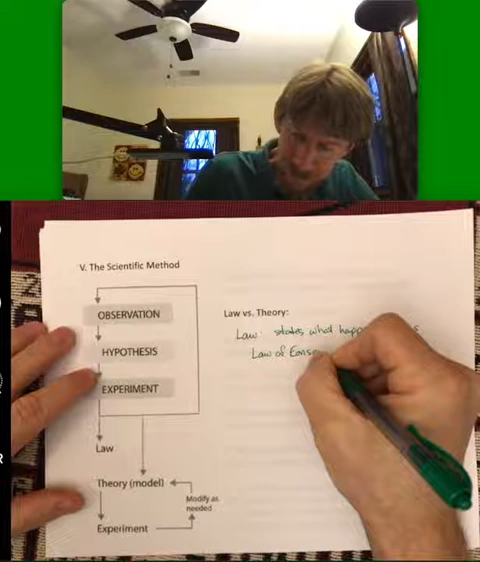 V. The Scientific Method
OBSERVATION
HYPOTHESIS
EXPERIMENT
Law
Theory (model)
Modify as
needed
Experiment
Law vs. Theory:
Law: states what happ s
Law of Conse
R